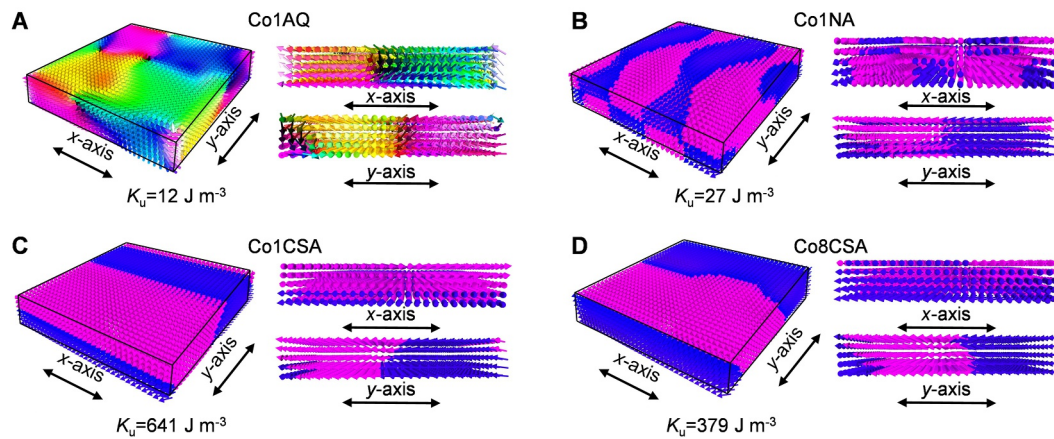 A Co1AQ
x-axis
y-axis
x-axis
y-axis
Ku=12 J m-3
B Co1NA
x-axis
y-axis
x-axis
y-axis
Ku=27 J m-3
C Co1CSA
x-axis
y-axis
x-axis
y-axis
Ku=641 J m-3
D Co8CSA
x-axis
y-axis
x-axis
y-axis
Ku=379 J m-3